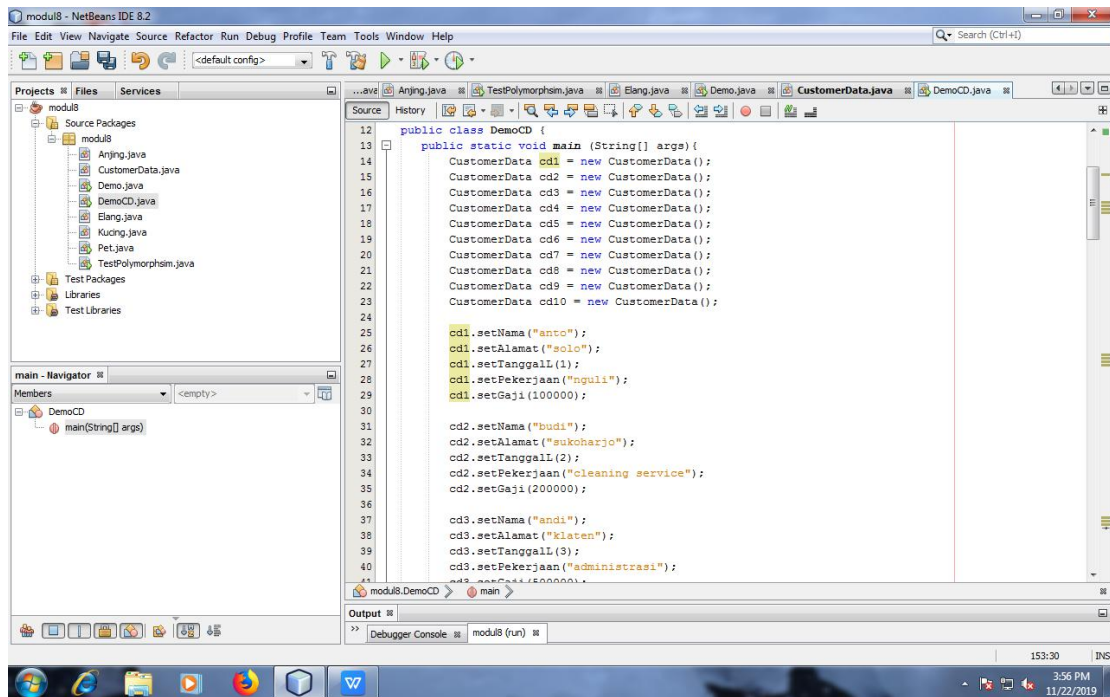 modul8 - NetBeans IDE 8.2
File Edit View Navigate Source Refactor Run Debug Profile Team Tools Window Help
Search (Ctrl+I)
<default config>
Projects Files Services
modul8
Source Packages
modul8
Anjing.java
CustomerData.java
Demo.java
DemoCD.java
Elang.java
Kucing.java
Pet.java
TestPolymorphsim.java
Test Packages
Libraries
Test Libraries
main - Navigator
Members <empty>
DemoCD
main(String[] args)
...ava Anjing.java TestPolymorphsim.java Elang.java Demo.java CustomerData.java DemoCD.java
Source History
12 public class DemoCD {
13 public static void main (String[] args){
14 CustomerData cd1 = new CustomerData();
15 CustomerData cd2 = new CustomerData();
16 CustomerData cd3 = new CustomerData();
17 CustomerData cd4 = new CustomerData();
18 CustomerData cd5 = new CustomerData();
19 CustomerData cd6 = new CustomerData();
20 CustomerData cd7 = new CustomerData();
21 CustomerData cd8 = new CustomerData();
22 CustomerData cd9 = new CustomerData();
23 CustomerData cd10 = new CustomerData();
24
25 cd1.setNama("anto");
26 cd1.setAlamat("solo");
27 cd1.setTanggalL(1);
28 cd1.setPekerjaan("nguli");
29 cd1.setGaji(100000);
30
31 cd2.setNama("budi");
32 cd2.setAlamat("sukoharjo");
33 cd2.setTanggalL(2);
34 cd2.setPekerjaan("cleaning service");
35 cd2.setGaji(200000);
36
37 cd3.setNama("andi");
38 cd3.setAlamat("klaten");
39 cd3.setTanggalL(3);
40 cd3.setPekerjaan("administrasi");
41 cd3.setGaji(500000);
modul8.DemoCD main
Output
Debugger Console modul8 (run)
153:30 INS
3:56 PM
11/22/2019